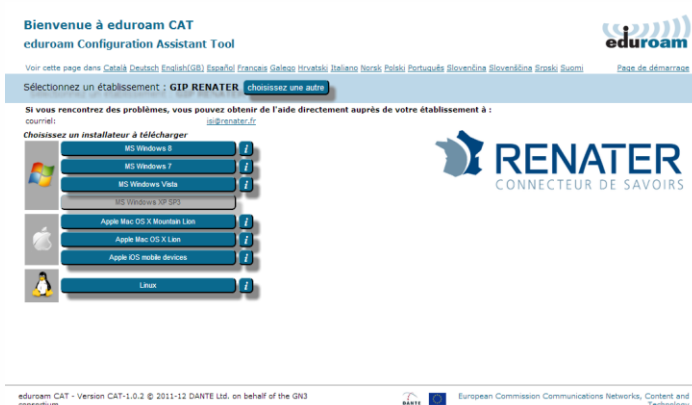 Bienvenue à eduroam CAT
eduroam Configuration Assistant Tool
eduroam
Voir cette page dans Català Deutsch English(GB) Español Français Galego Hrvatski Italiano Norsk Polski Português Slovenčina Slovenščina Srpski Suomi Page de démarrage
Sélectionnez un établissement : GIP RENATER choisissez une autre
Si vous rencontrez des problèmes, vous pouvez obtenir de l'aide directement auprès de votre établissement à :
courriel: isi@renater.fr
Choisissez un installateur à télécharger
MS Windows 8 i
MS Windows 7 i
MS Windows Vista i
MS Windows XP SP3
Apple Mac OS X Mountain Lion i
Apple Mac OS X Lion i
Apple iOS mobile devices i
Linux i
RENATER
CONNECTEUR DE SAVOIRS
eduroam CAT - Version CAT-1.0.2 © 2011-12 DANTE Ltd. on behalf of the GN3
consortium
DANTE
European Commission Communications Networks, Content and
Technology